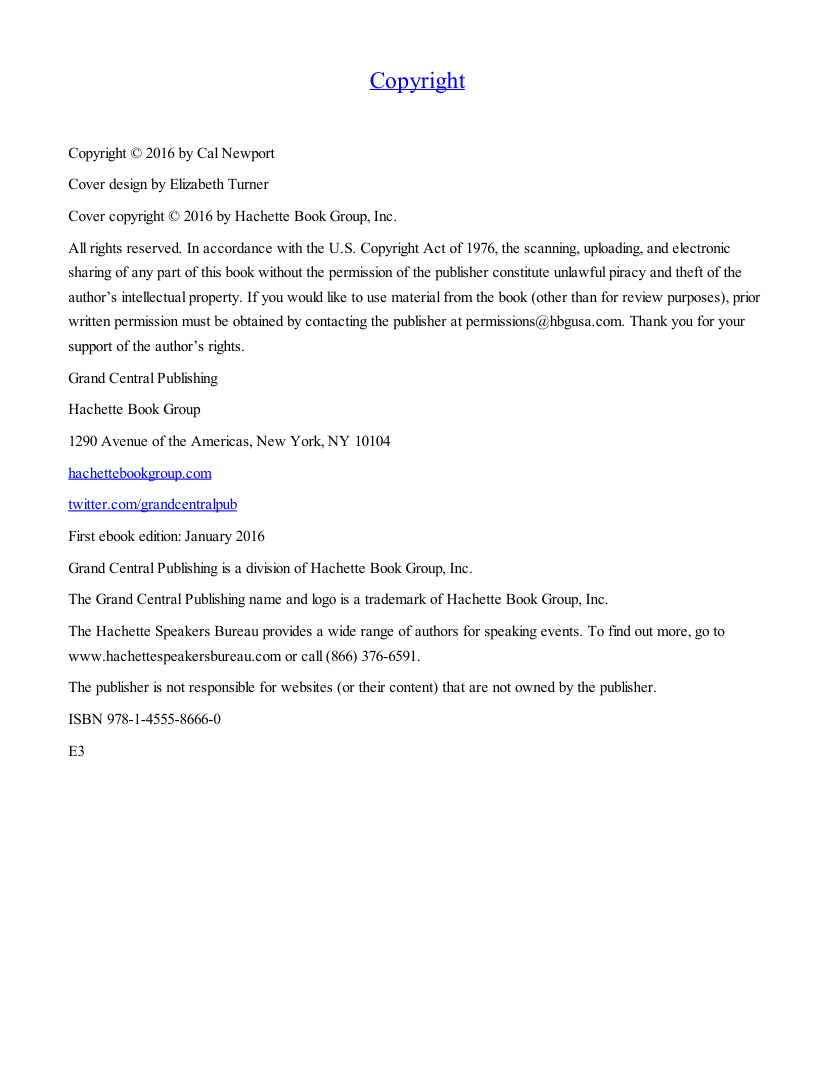 Copyright
Copyright © 2016 by Cal Newport
Cover design by Elizabeth Turner
Cover copyright © 2016 by Hachette Book Group, Inc.
All rights reserved. In accordance with the U.S. Copyright Act of 1976, the scanning, uploading, and electronic
sharing of any part of this book without the permission of the publisher constitute unlawful piracy and theft of the
author’s intellectual property. If you would like to use material from the book (other than for review purposes), prior
written permission must be obtained by contacting the publisher at permissions@hbgusa.com. Thank you for your
support of the author’s rights.
Grand Central Publishing
Hachette Book Group
1290 Avenue of the Americas, New York, NY 10104
hachettebookgroup.com
twitter.com/grandcentralpub
First ebook edition: January 2016
Grand Central Publishing is a division of Hachette Book Group, Inc.
The Grand Central Publishing name and logo is a trademark of Hachette Book Group, Inc.
The Hachette Speakers Bureau provides a wide range of authors for speaking events. To find out more, go to
www.hachettespeakersbureau.com or call (866) 376-6591.
The publisher is not responsible for websites (or their content) that are not owned by the publisher.
ISBN 978-1-4555-8666-0
E3